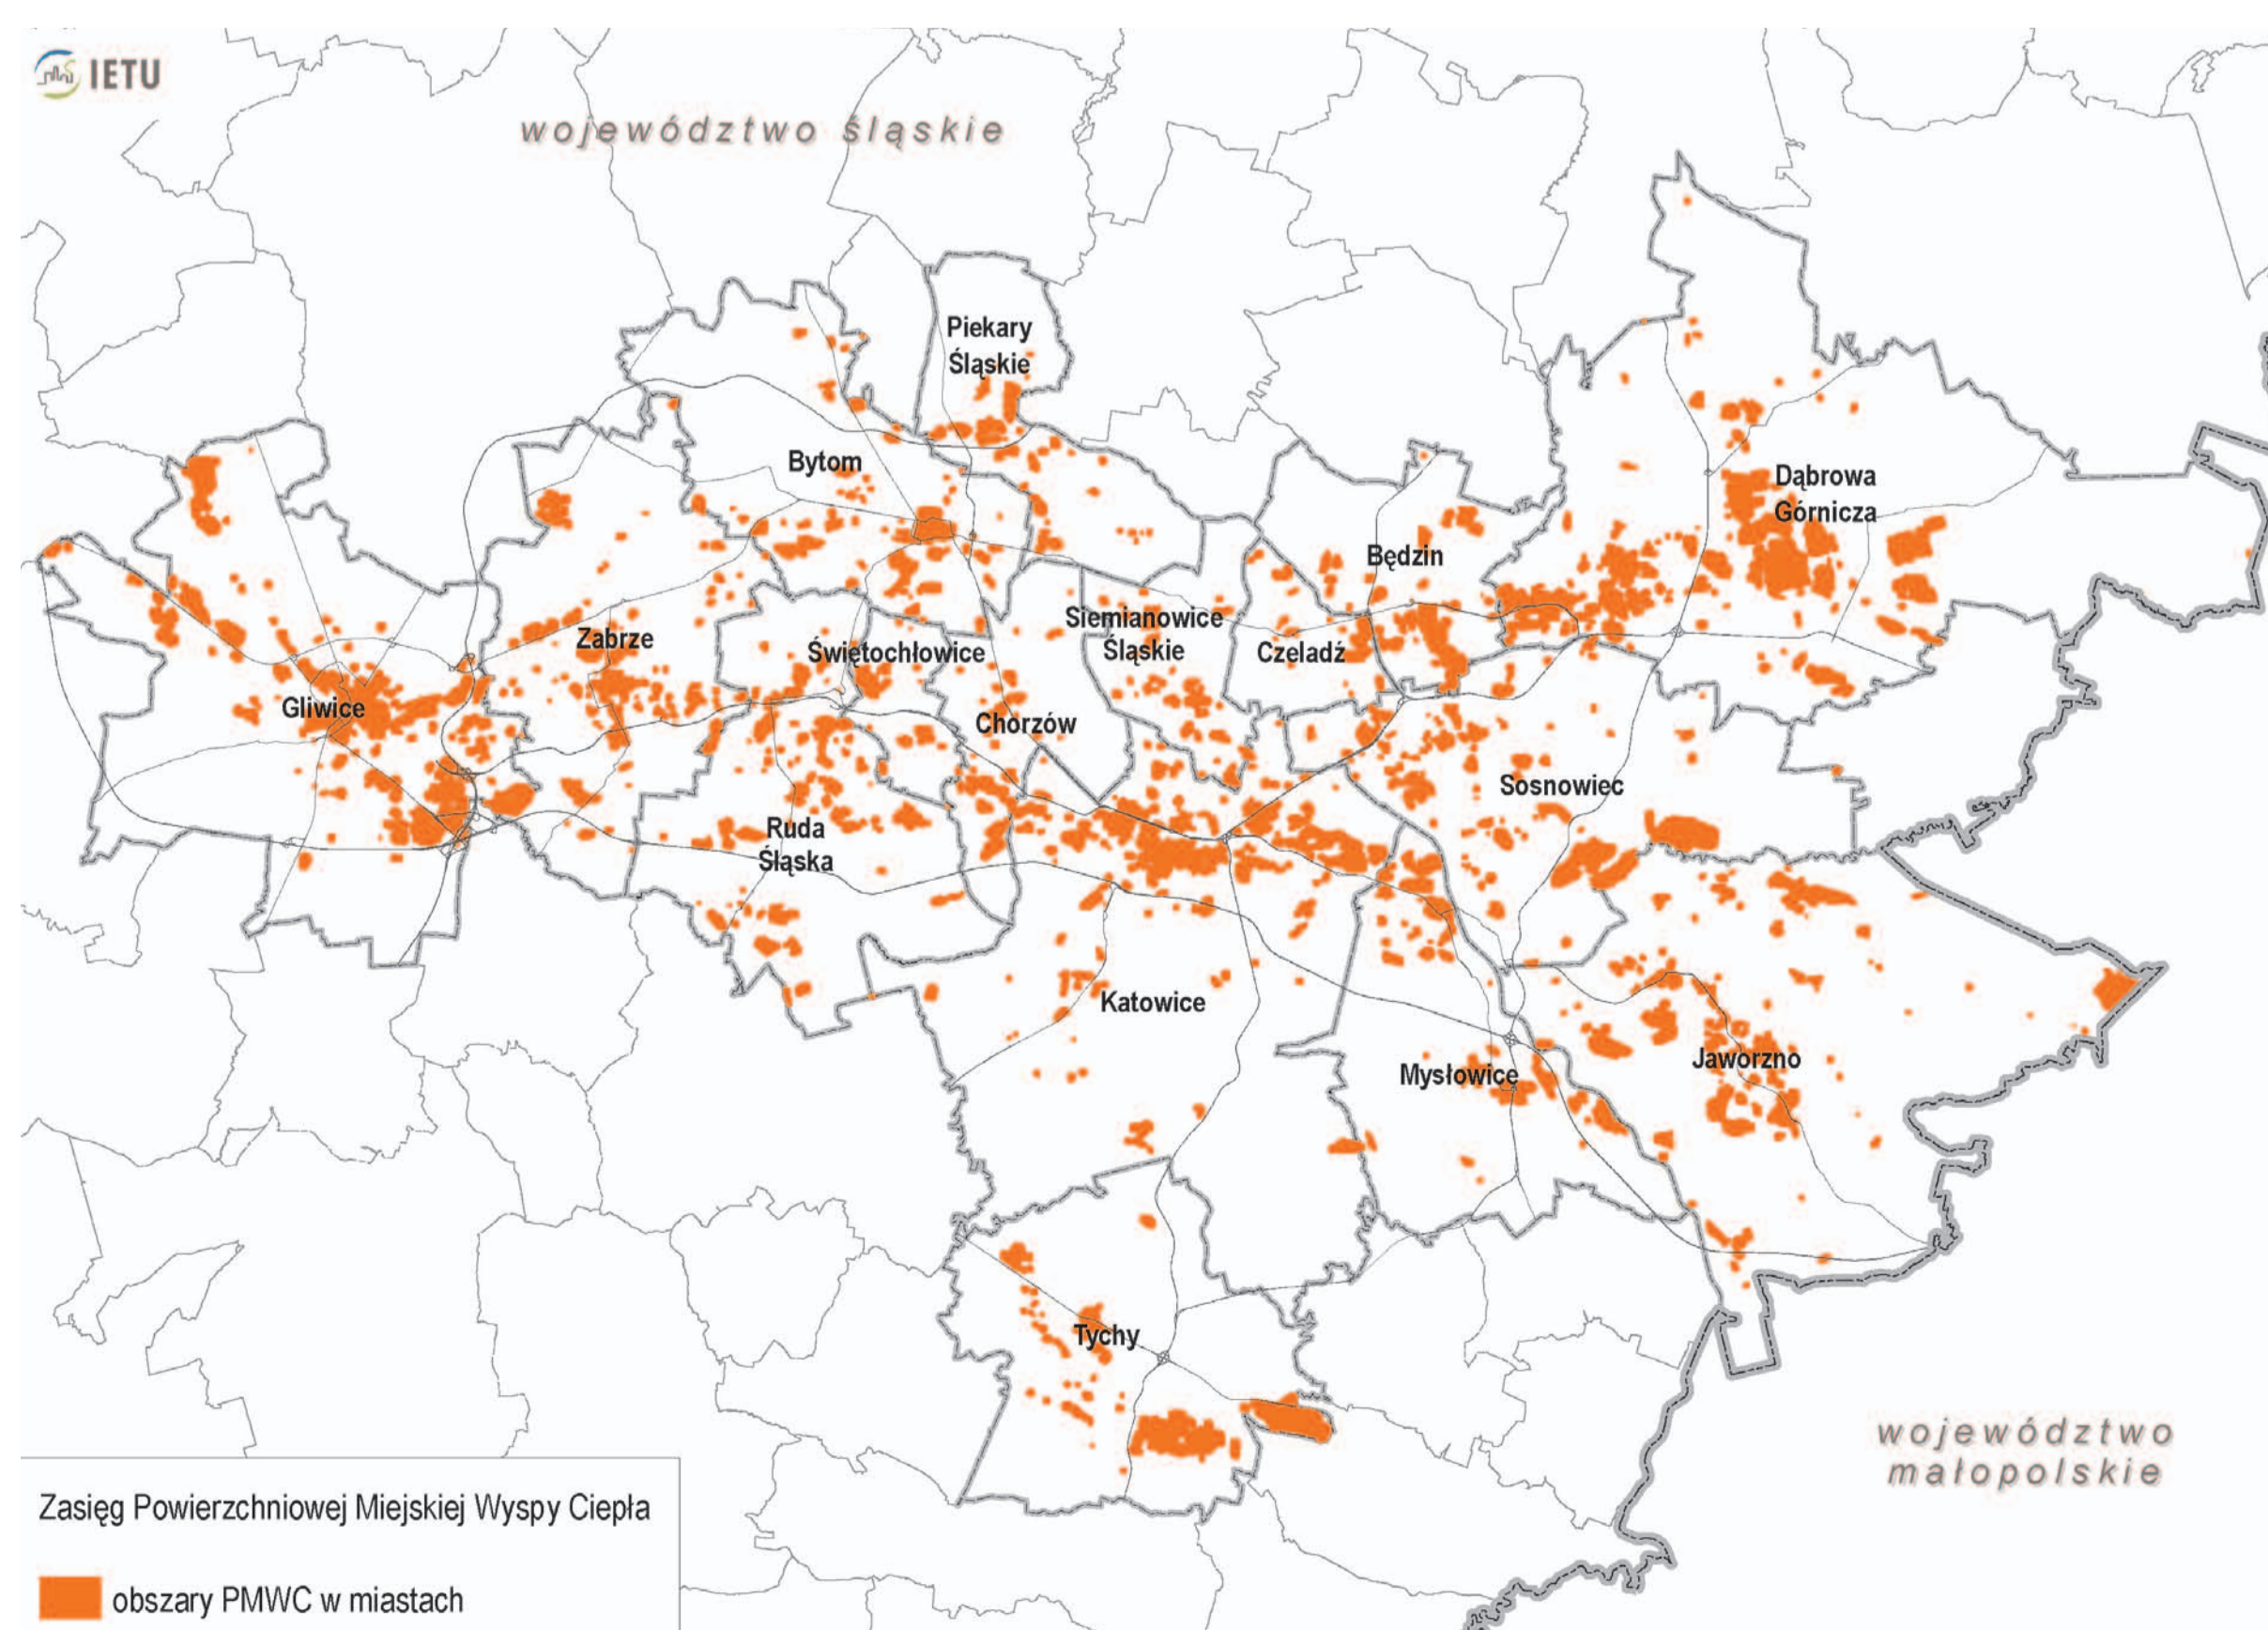 IETU
województwo śląskie
Piekary
Śląskie
Bytom
Dąbrowa
Górnicza
Będzin
Siemianowice
Śląskie
Zabrze
Świętochłowice
Czeladź
Gliwice
Chorzów
Sosnowiec
Ruda
Śląska
Katowice
Mysłowice
Jaworzno
Tychy
województwo
małopolskie
Zasięg Powierzchniowej Miejskiej Wyspy Ciepła
obszary PMWC w miastach